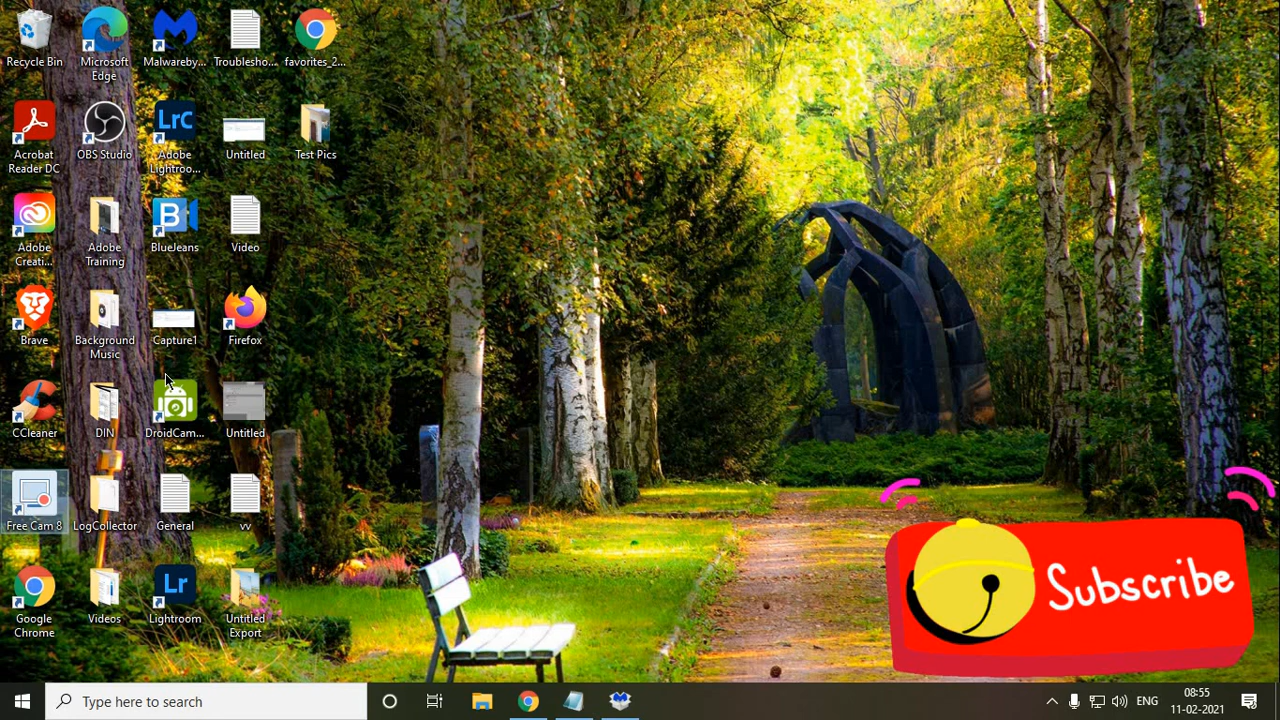 Recycle Bin
Microsoft
Edge
Malwareby...
Troublesho...
favorites_2...
Acrobat
Reader DC
OBS Studio
Lrc
Adobe
Lightroo...
Untitled
Test Pics
Adobe
Creati...
Adobe
Training
B
BlueJeans
Video
Brave
Background
Music
Capture1
Firefox
CCleaner
DIN
DroidCam...
Untitled
Free Cam 8
LogCollector
General
vv
Google
Chrome
Videos
Lr
Lightroom
Untitled
Export
Subscribe
Type here to search
ENG
08:55
11-02-2021